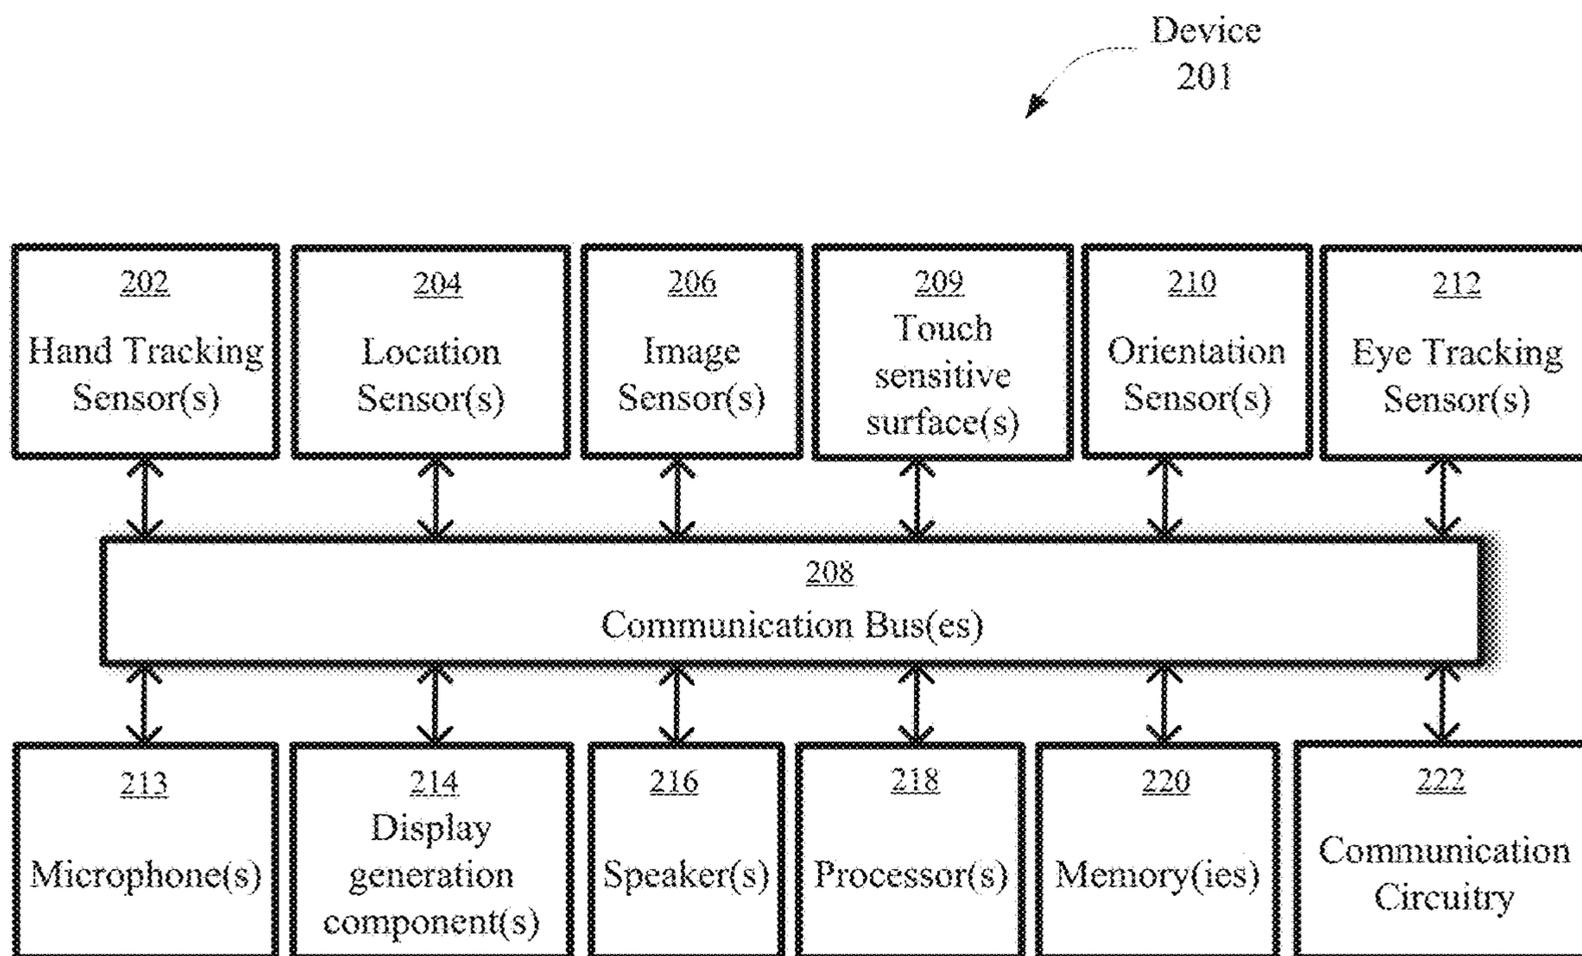 Device
201
202
Hand Tracking
Sensor(s)
204
Location
Sensor(s)
206
Image
Sensor(s)
209
Touch
sensitive
surface(s)
210
Orientation
Sensor(s)
212
Eye Tracking
Sensor(s)
208
Communication Bus(es)
213
Microphone(s)
214
Display
generation
component(s)
216
Speaker(s)
218
Processor(s)
220
Memory(ies)
222
Communication
Circuitry